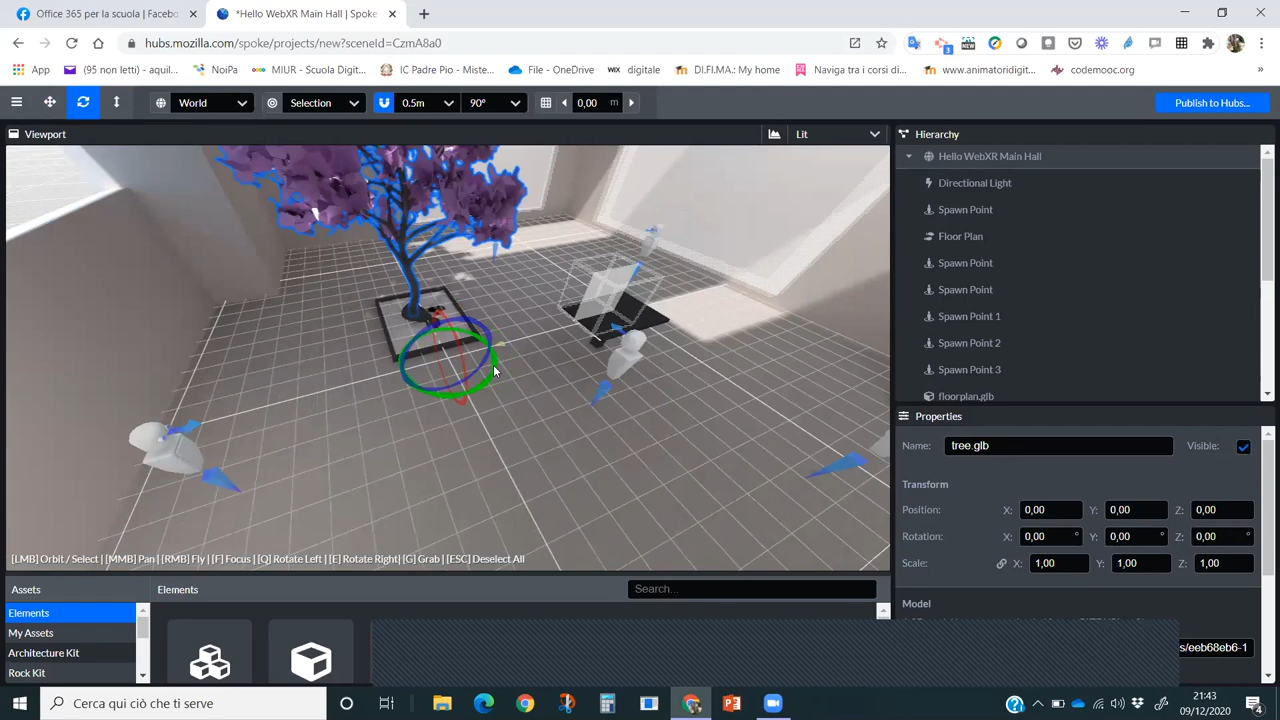 Office 365 per la scuola | Facebo
*Hello WebXR Main Hall | Spoke
hubs.mozilla.com/spoke/projects/new?sceneId=CzmA8a0
App
(95 non letti) - aquil...
NoiPa
MIUR - Scuola Digit...
IC Padre Pio - Miste...
File - OneDrive
WIX digitale
DI.FI.MA.: My home
Naviga tra i corsi di...
www.animatoridigit...
codemooc.org
»
World
Selection
0.5m
90°
0,00 m
Publish to Hubs...
Viewport
Lit
Hierarchy
Hello WebXR Main Hall
Directional Light
Spawn Point
Floor Plan
Spawn Point
Spawn Point
Spawn Point 1
Spawn Point 2
Spawn Point 3
floorplan.glb
[LMB] Orbit / Select | [MMB] Pan | [RMB] Fly | [F] Focus | [Q] Rotate Left | [E] Rotate Right | [G] Grab | [ESC] Deselect All
Properties
Name: tree.glb Visible:
Transform
Position: X: 0,00 Y: 0,00 Z: 0,00
Rotation: X: 0,00 ° Y: 0,00 ° Z: 0,00 °
Scale: X: 1,00 Y: 1,00 Z: 1,00
Model
s/eeb68eb6-1
Assets
Elements
My Assets
Architecture Kit
Rock Kit
Elements
Search...
Cerca qui ciò che ti serve
21:43
09/12/2020
4